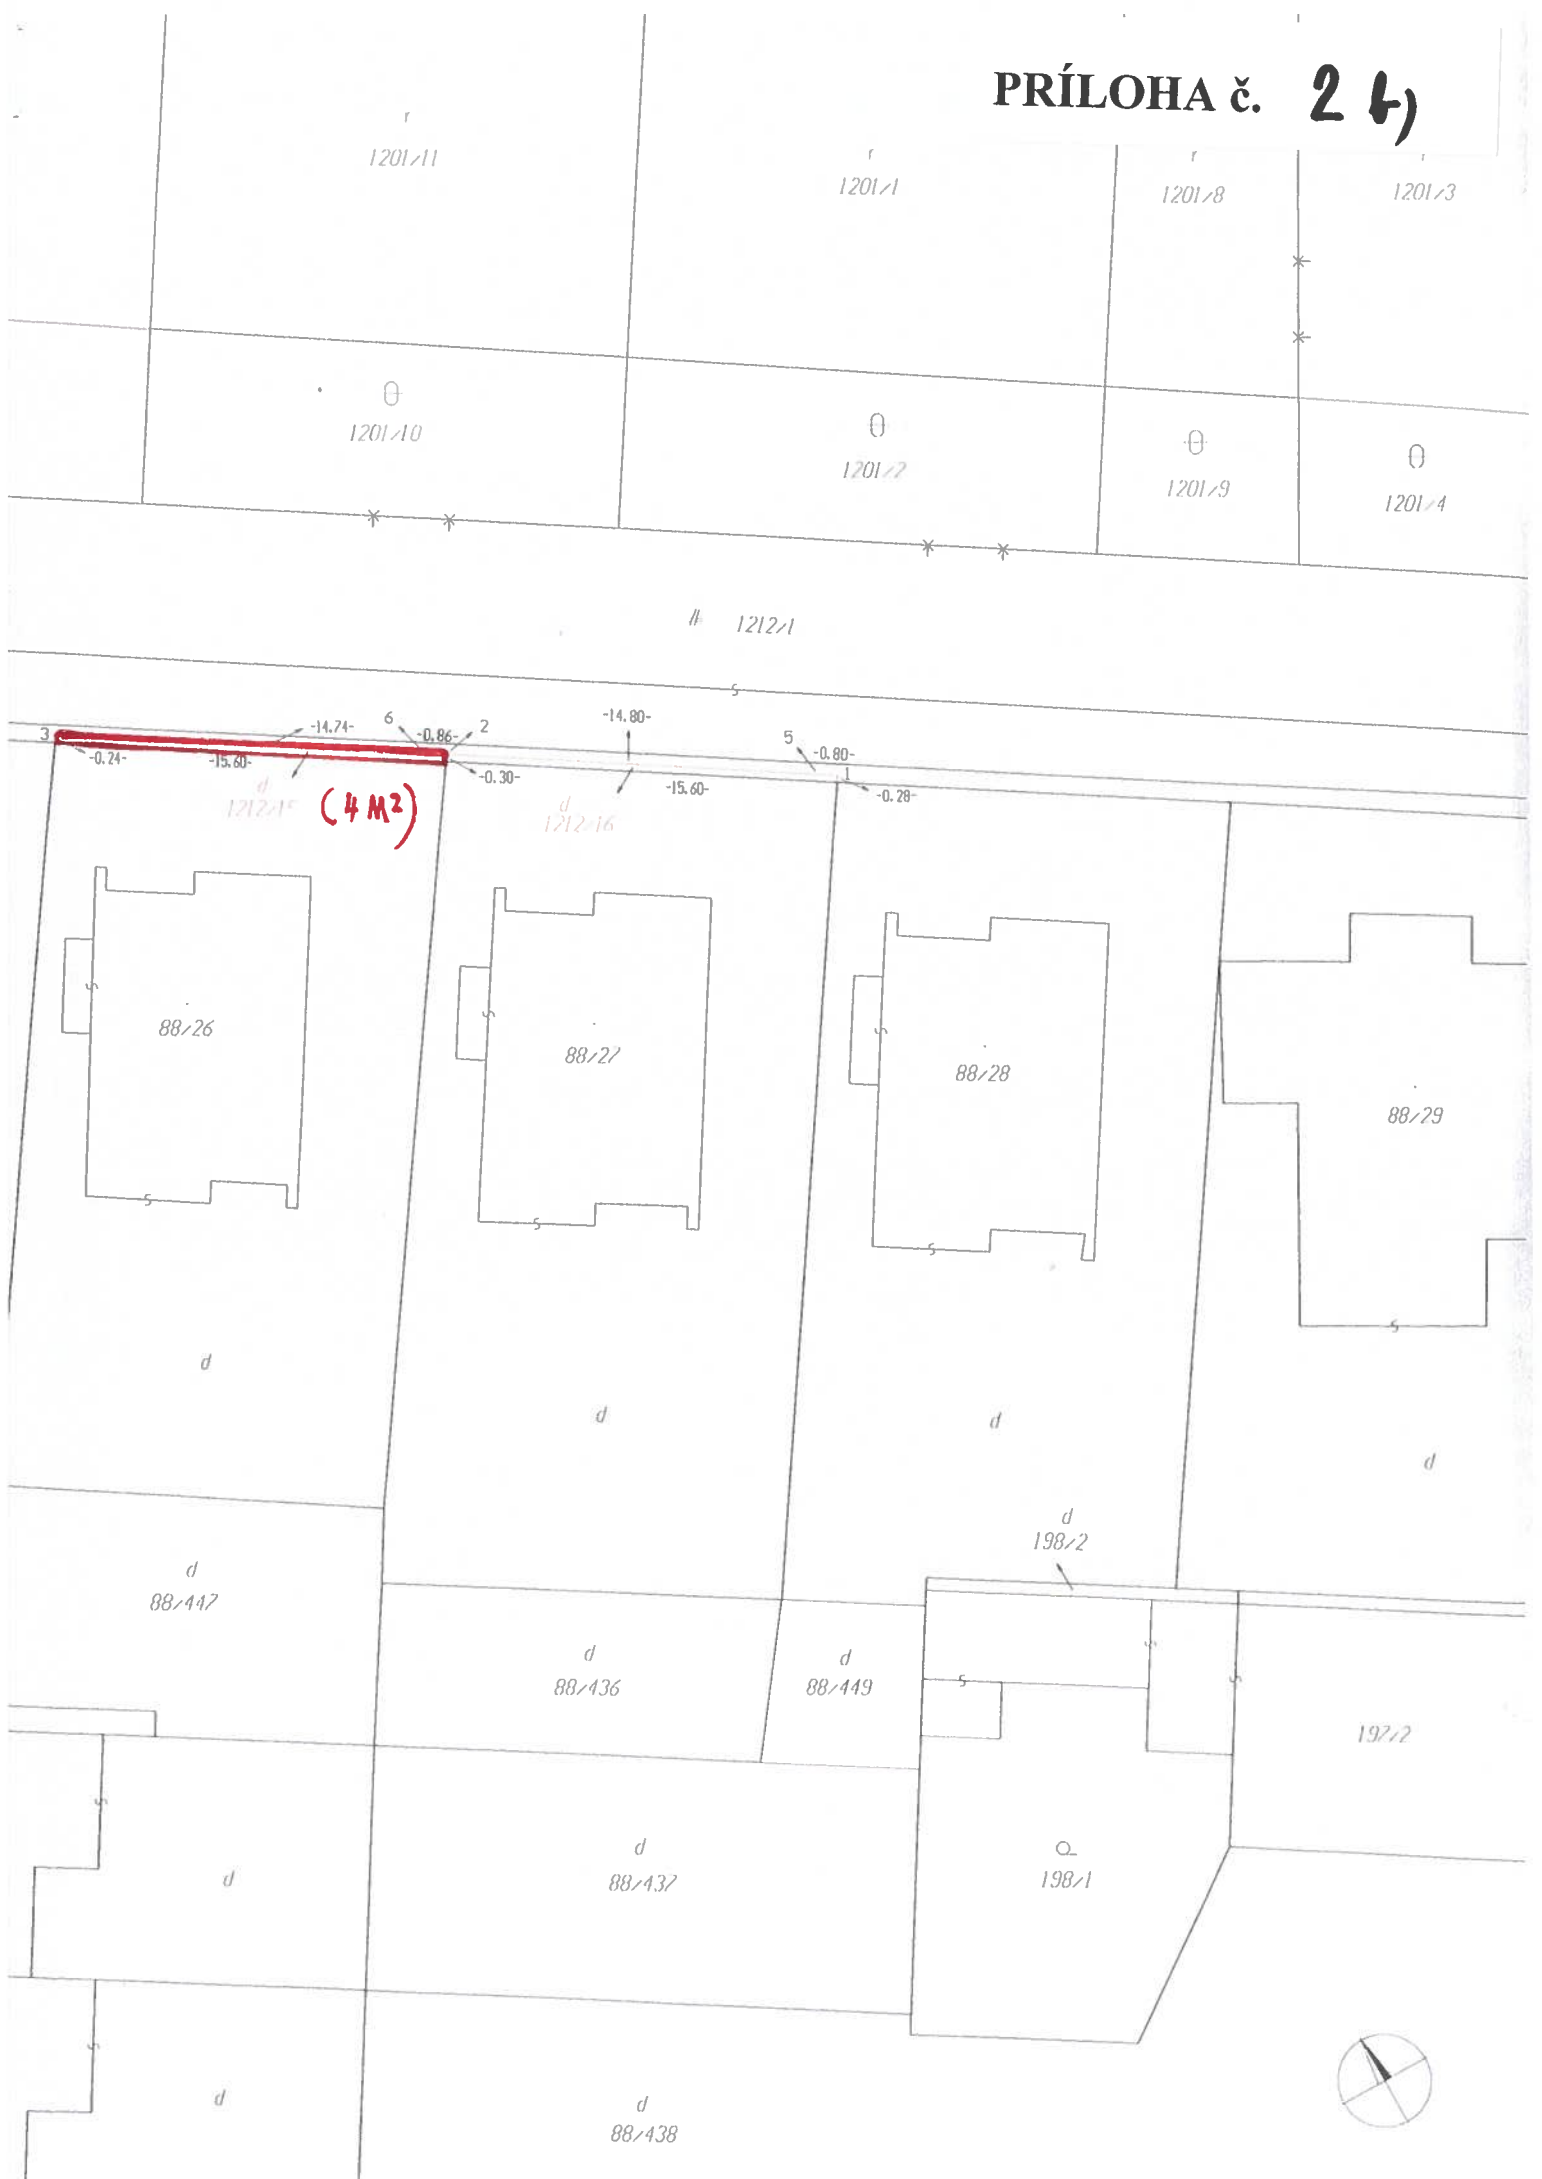 PRÍLOHA č. 2 b)
r
1201/11
r
1201/1
r
1201/8
r
1201/3
1201/10
1201/2
1201/9
1201/4
1212/1
3
-14.74-
6
-0.86-
2
-14.80-
5
-0.80-
1
-0.24-
-15.60-
-0.30-
-15.60-
-0.28-
d
1212/15
(4 M²)
d
1212/16
88/26
88/27
88/28
88/29
d
d
d
d
d
198/2
d
88/447
d
88/436
d
88/449
197/2
d
d
88/437
198/1
d
d
88/438